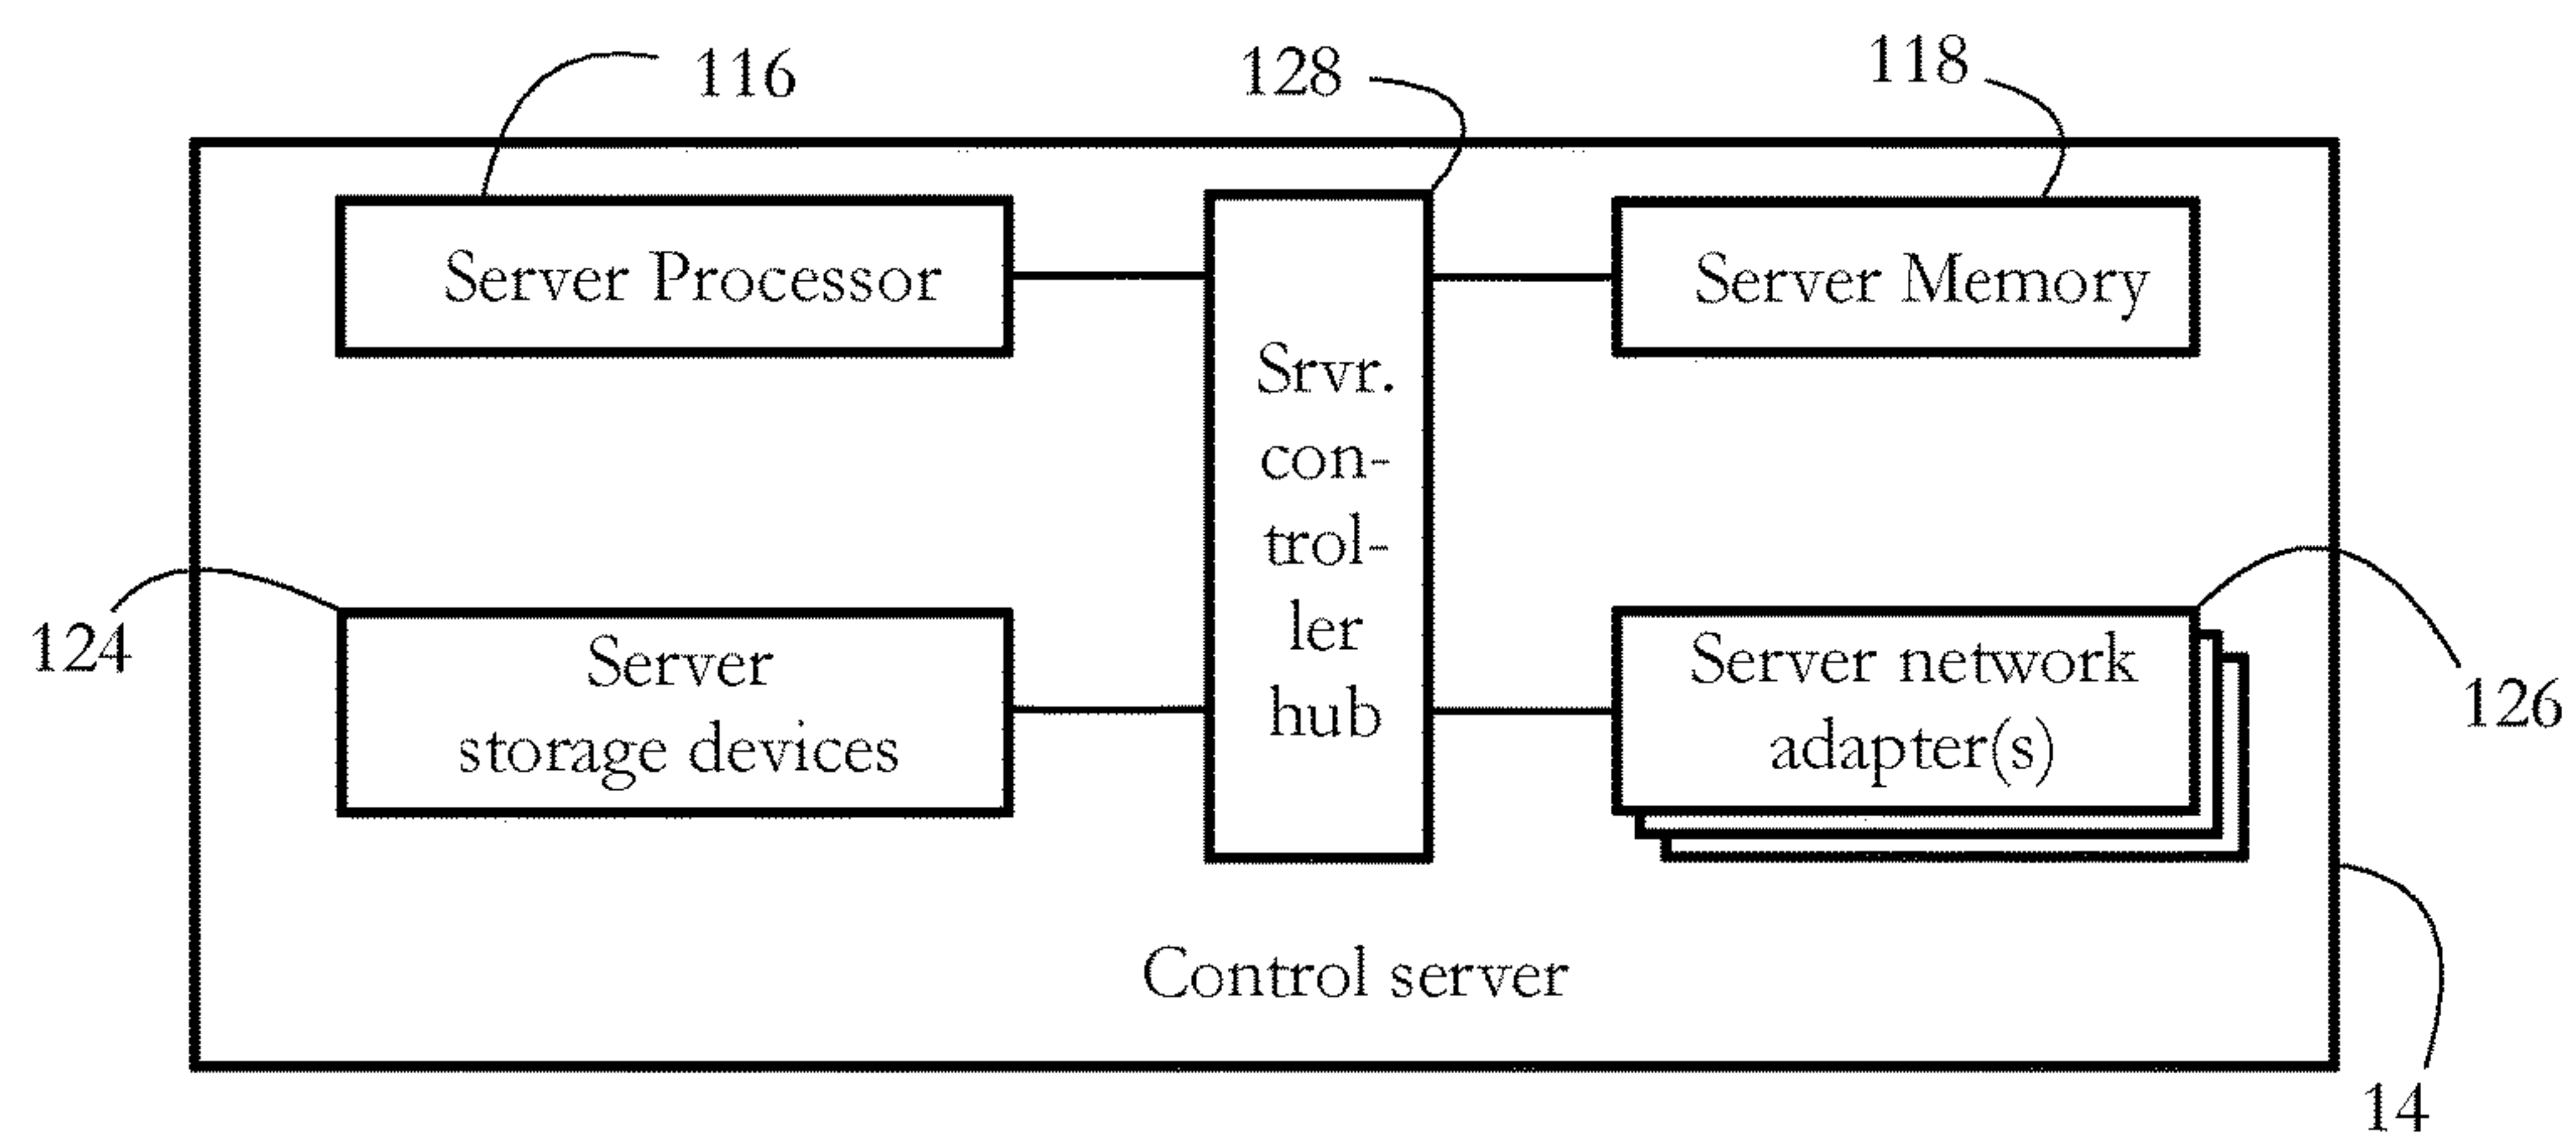 116
128
118
Server Processor
Server Memory
Srvr.
con-
trol-
ler
hub
124
Server
storage devices
Server network
adapter(s)
126
Control server
14